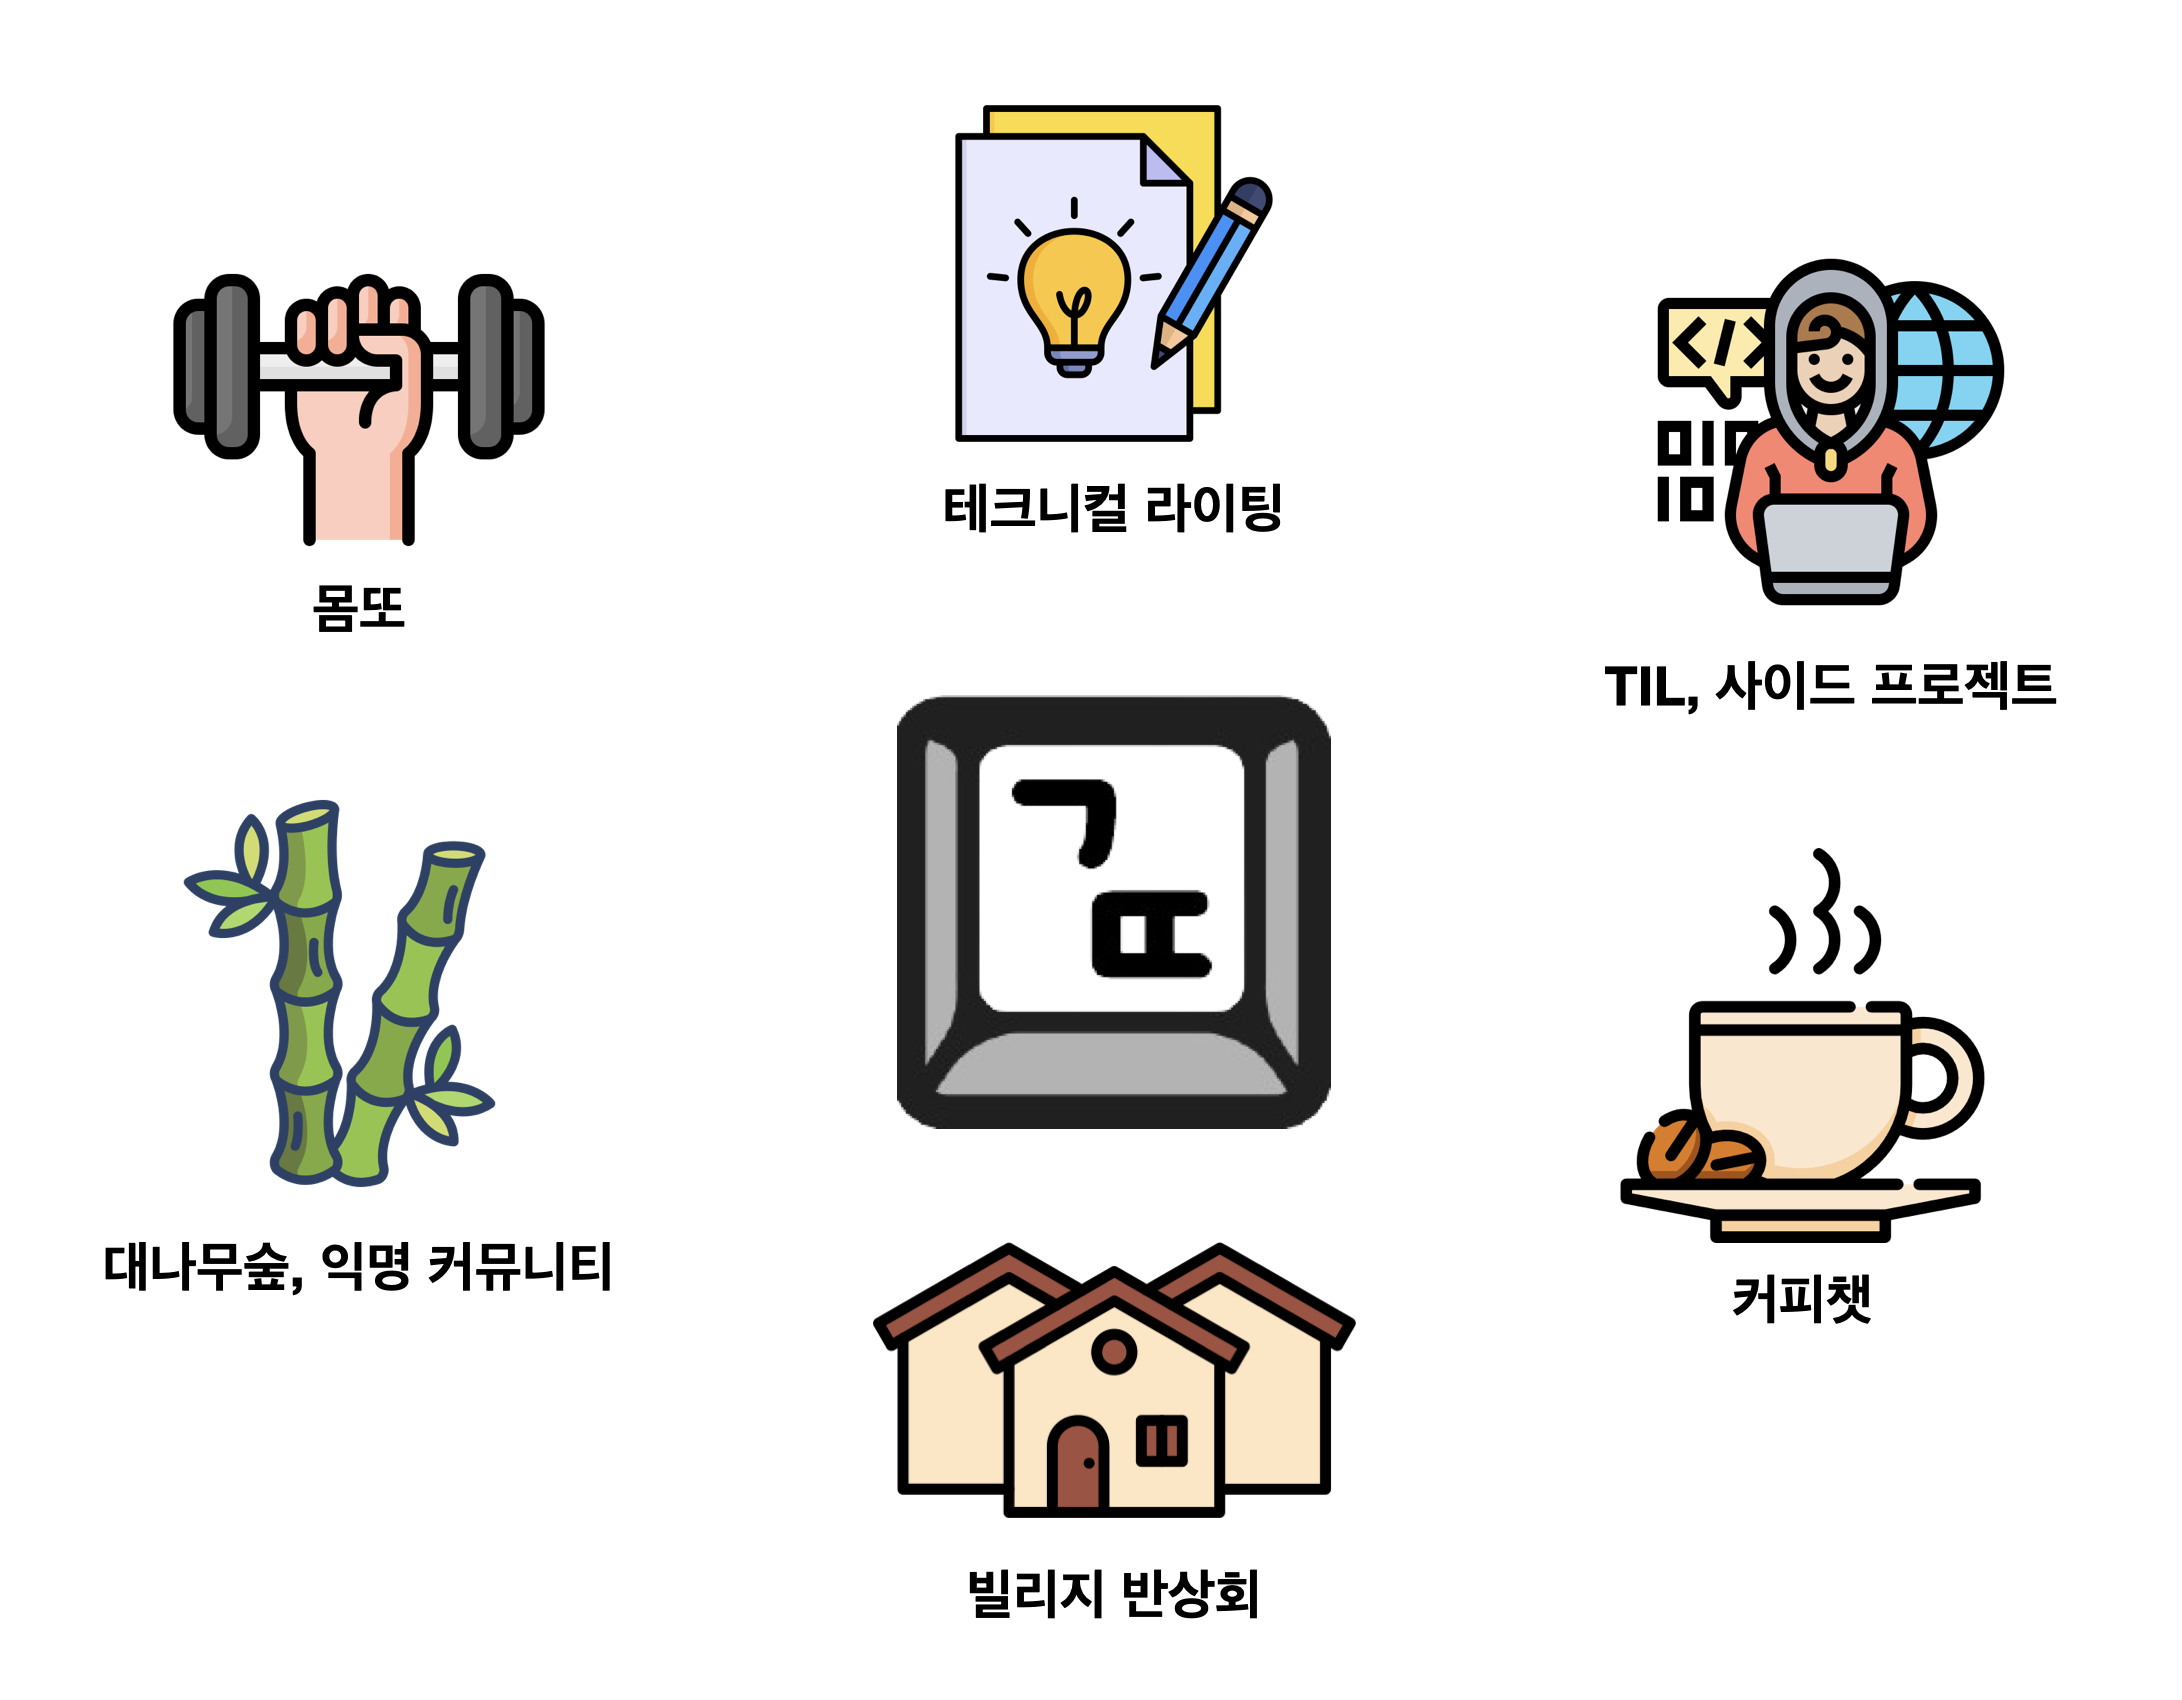 테크니컬 라이팅
몸또
TIL, 사이드 프로젝트
</>
ㄱ
ㅍ
대나무숲, 익명 커뮤니티
커피챗
빌리지 반상회